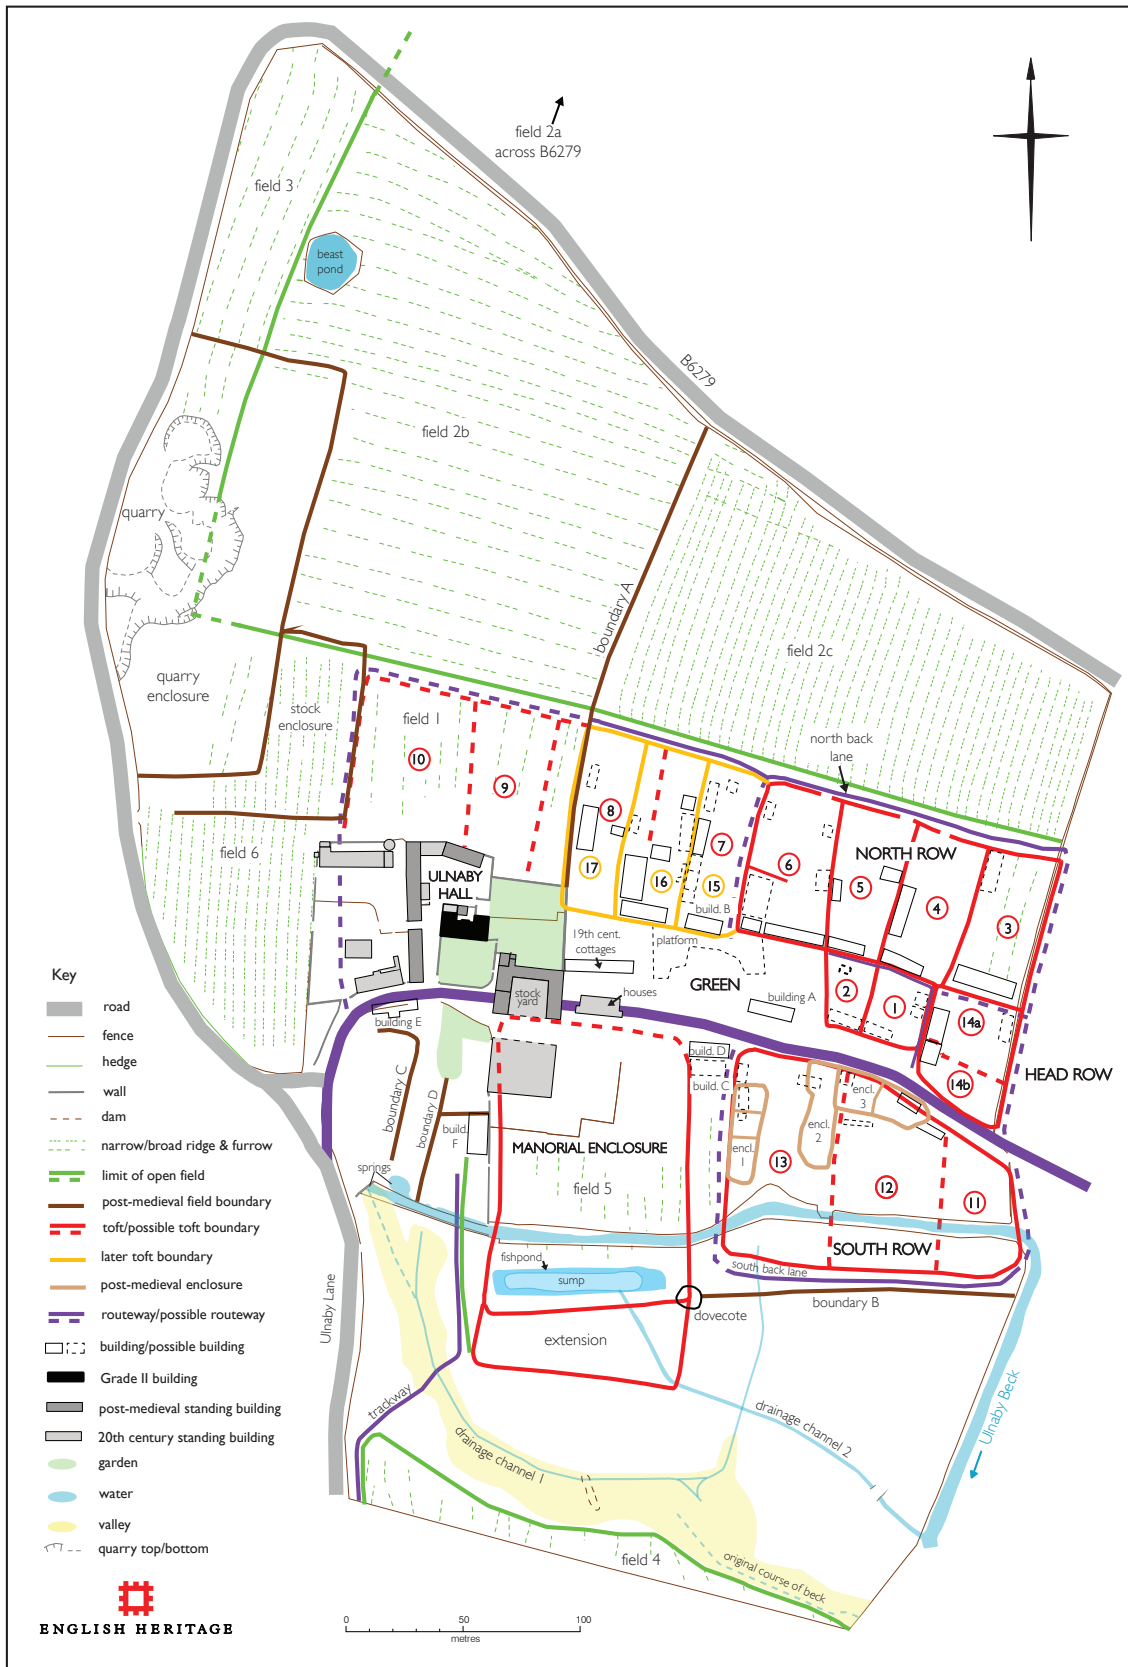 field 2a
across B6279
field 3
beast
pond
B6279
field 2b
quarry
boundary A
field 2c
quarry
enclosure
stock
enclosure
field 1
north back
lane
10
9
8
7
6
NORTH ROW
5
4
3
field 6
ULNABY
HALL
17
16
15
build. B
19th cent.
cottages
platform
GREEN
2
1
stock
yard
houses
building A
14a
14b
HEAD ROW
building E
build. D
build. C
boundary C
boundary D
build.
F
MANORIAL ENCLOSURE
encl.
1
encl.
2
encl.
3
13
12
11
springs
field 5
SOUTH ROW
fishpond
sump
south back lane
boundary B
dovecote
extension
Ulnaby Lane
trackway
drainage channel 1
drainage channel 2
Ulnaby Beck
field 4
original course of beck
Key
road
fence
hedge
wall
dam
narrow/broad ridge & furrow
limit of open field
post-medieval field boundary
toft/possible toft boundary
later toft boundary
post-medieval enclosure
routeway/possible routeway
building/possible building
Grade II building
post-medieval standing building
20th century standing building
garden
water
valley
quarry top/bottom
ENGLISH HERITAGE
0 50 100
metres